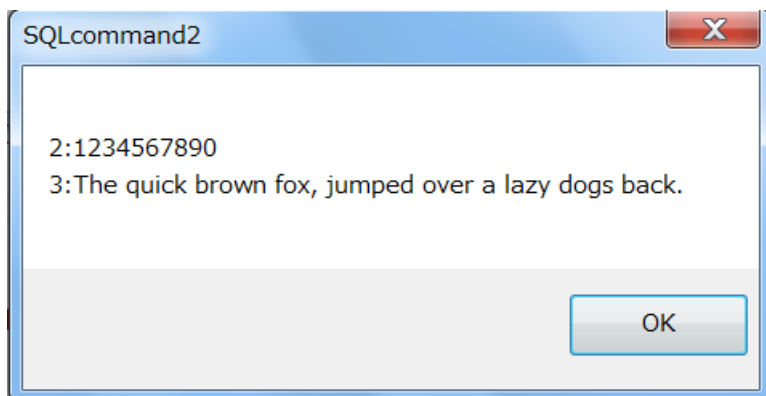 SQLcommand2
2:1234567890
3:The quick brown fox, jumped over a lazy dogs back.
OK